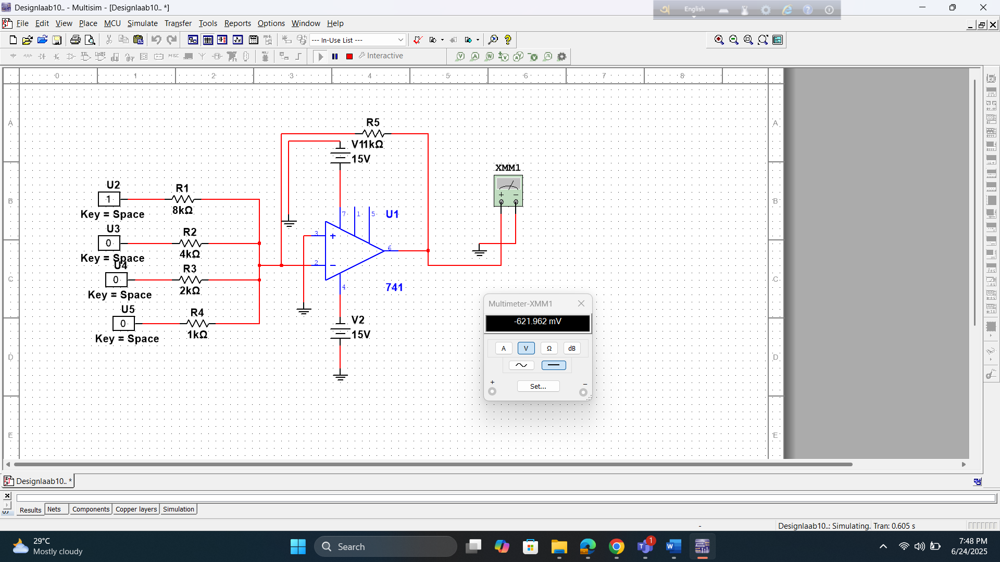 Designlaab10.. - Multisim - [Designlaab10.. *]
English
File Edit View Place MCU Simulate Transfer Tools Reports Options Window Help
--- In-Use List ---
MISC
Interactive
0 1 2 3 4 5 6 7 8
A
B
C
D
E
A
B
C
D
E
R5
1kΩ
V1
15V
XMM1
+ −
U2
1
Key = Space
R1
8kΩ
U3
0
Key = Space
R2
4kΩ
U4
0
Key = Space
R3
2kΩ
U5
0
Key = Space
R4
1kΩ
7 1 5
U1
3
+
6
2
−
4
741
V2
15V
Multimeter-XMM1
-621.962 mV
A V Ω dB
+ Set... −
Designlaab10.. *
Results Nets Components Copper layers Simulation
-
Designlaab10..: Simulating. Tran: 0.605 s
29°C
Mostly cloudy
Search
1
7:48 PM
6/24/2025